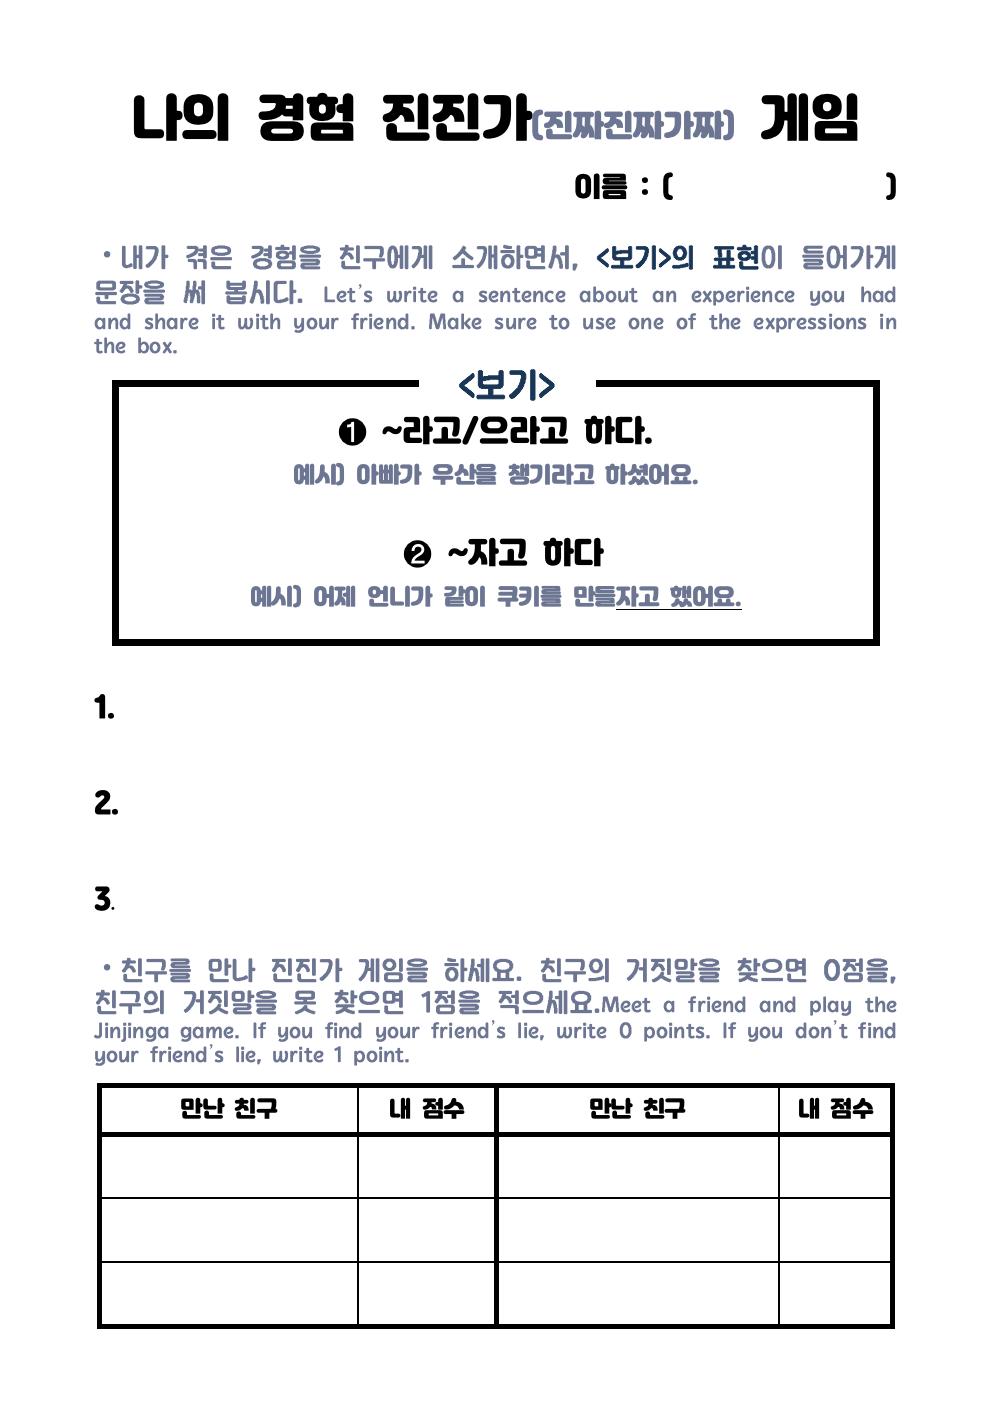 나의 경험 진진가(진짜진짜가짜) 게임
이름 : (                    )
・내가 겪은 경험을 친구에게 소개하면서, <보기>의 표현이 들어가게
문장을 써 봅시다. Let's write a sentence about an experience you had
and share it with your friend. Make sure to use one of the expressions in
the box.
<보기>
❶ ~라고/으라고 하다.
예시) 아빠가 우산을 챙기라고 하셨어요.
❷ ~자고 하다
예시) 어제 언니가 같이 쿠키를 만들자고 했어요.
1.
2.
3.
・친구를 만나 진진가 게임을 하세요. 친구의 거짓말을 찾으면 0점을,
친구의 거짓말을 못 찾으면 1점을 적으세요.Meet a friend and play the
Jinjinga game. If you find your friend's lie, write 0 points. If you don't find
your friend's lie, write 1 point.
만난 친구 내 점수 만난 친구 내 점수